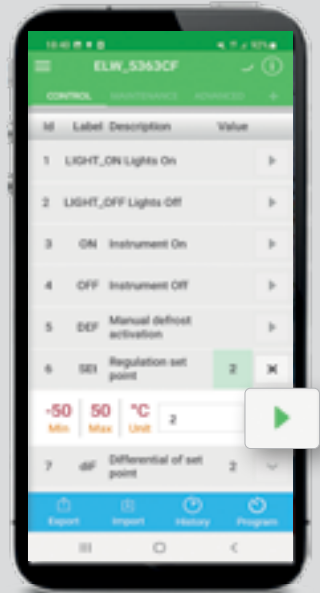 ELW_5363CF
CONTROL MAINTENANCE ADVANCED +
Id Label Description Value
1 LIGHT_ON Lights On
2 LIGHT_OFF Lights Off
3 ON Instrument On
4 OFF Instrument Off
5 DEF Manual defrost
activation
6 Regulation set
point 2
-50 50 °C 2
Min Max Unit
7 dIF Differential of set
point 2
Export Import History Program